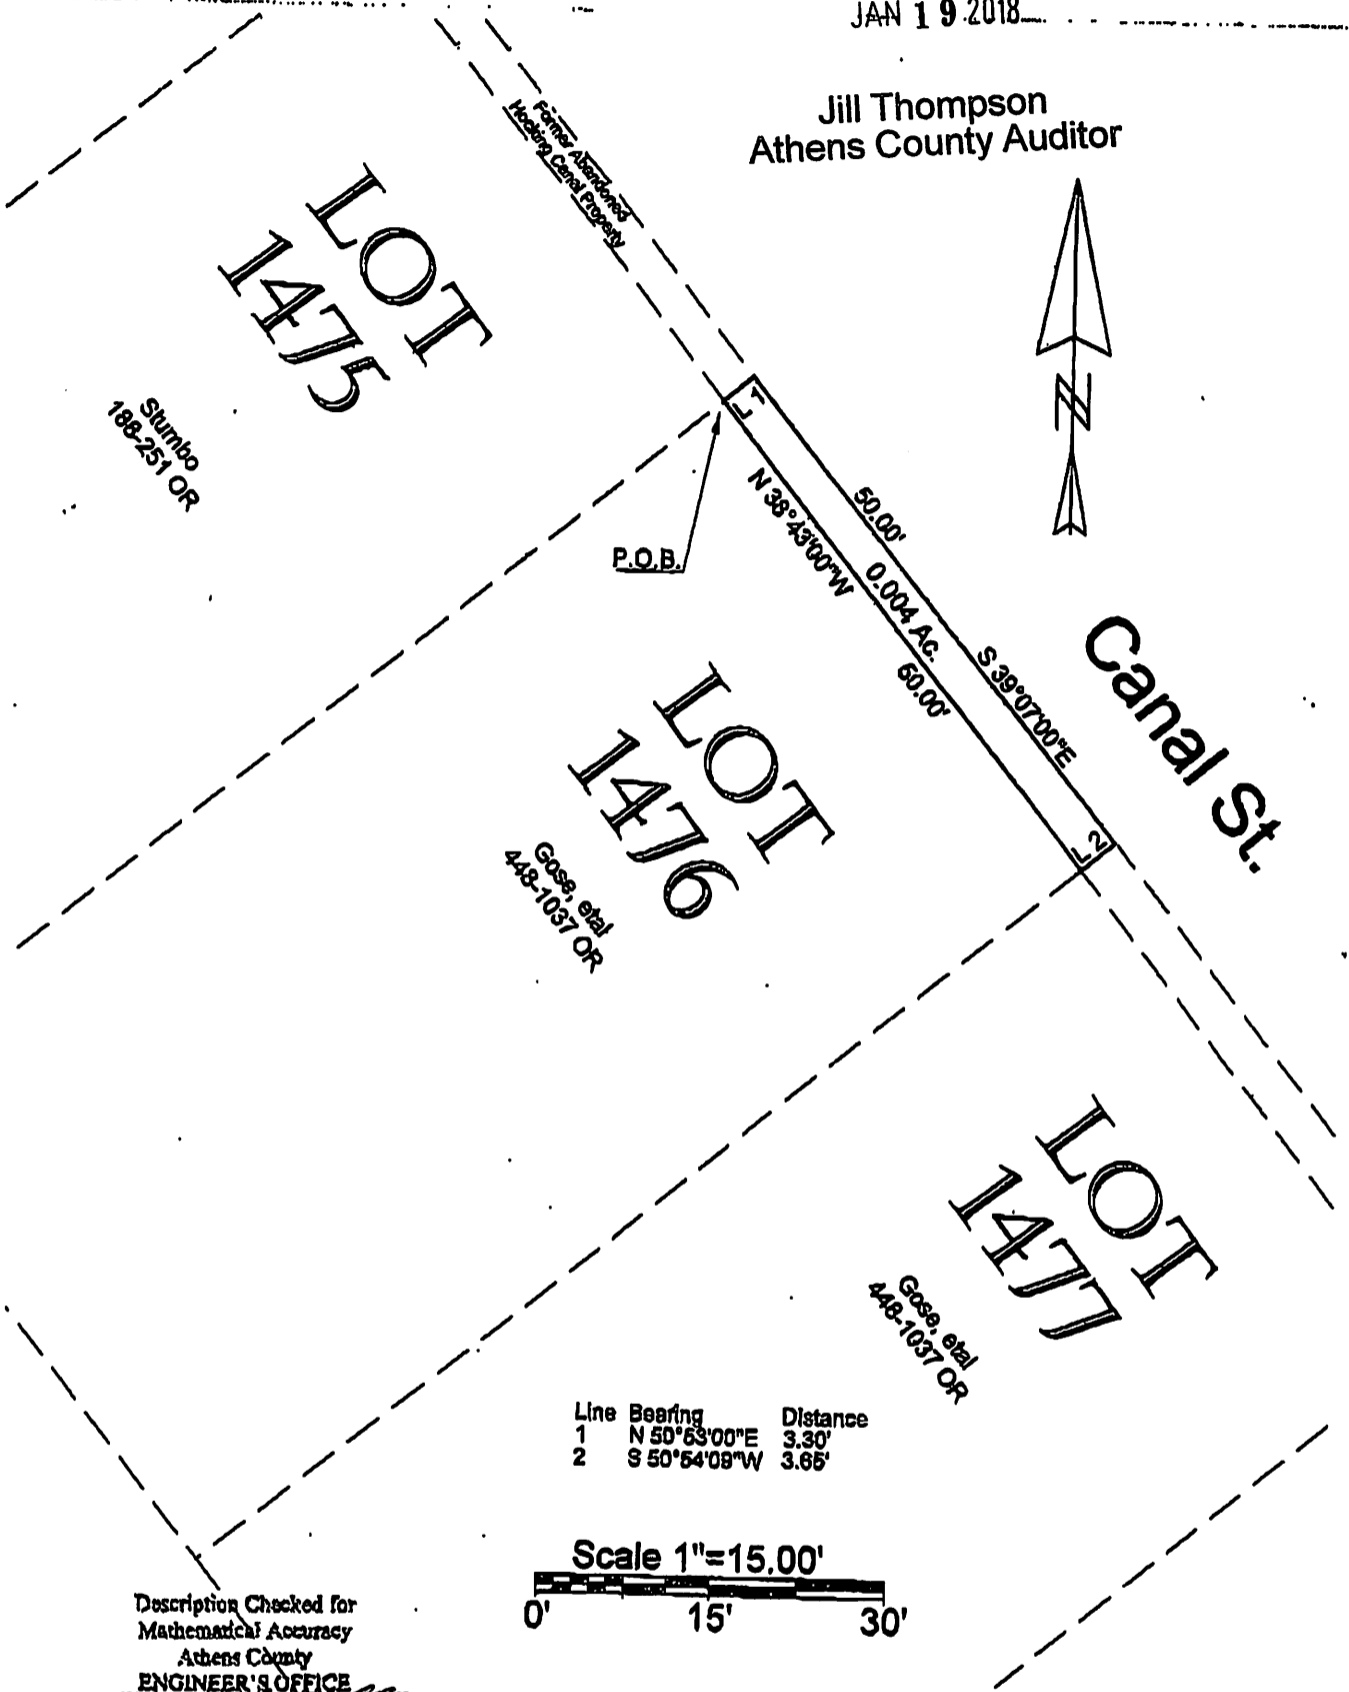 JAN 19 2018
Jill Thompson
Athens County Auditor
Former Abandoned
Hocking Canal Property
LOT
1475
Stumbo
188-251 OR
L1
P.O.B.
N 38°43'00"W
50.00'
0.004 Ac.
50.00'
S 39°07'00"E
Canal St.
L2
LOT
1476
Gose, etal
448-1037 OR
LOT
1477
Gose, etal
448-1037 OR
Line Bearing Distance
1 N 50°53'00"E 3.30'
2 S 50°54'09"W 3.65'
Scale 1"=15.00'
0' 15' 30'
Description Checked for
Mathematical Accuracy
Athens County
ENGINEER'S OFFICE